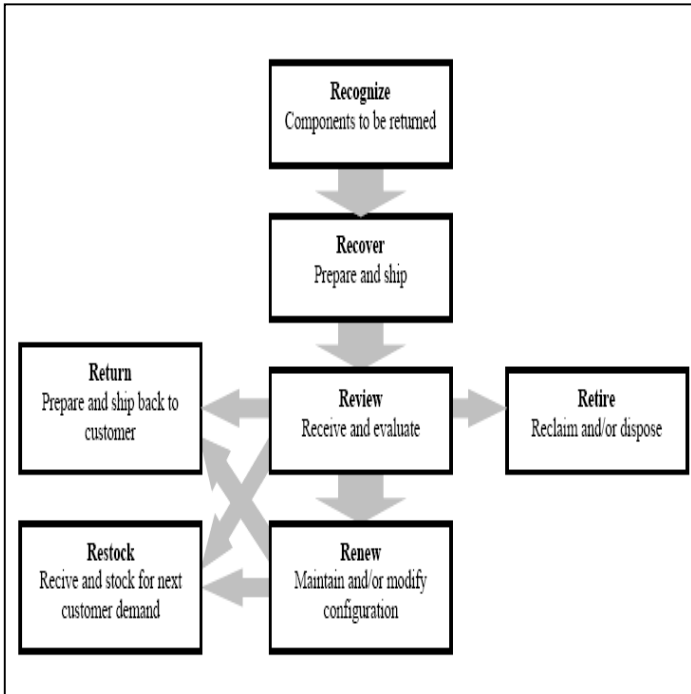 Recognize
Components to be returned
Recover
Prepare and ship
Return
Prepare and ship back to
customer
Review
Receive and evaluate
Retire
Reclaim and/or dispose
Restock
Recive and stock for next
customer demand
Renew
Maintain and/or modify
configuration